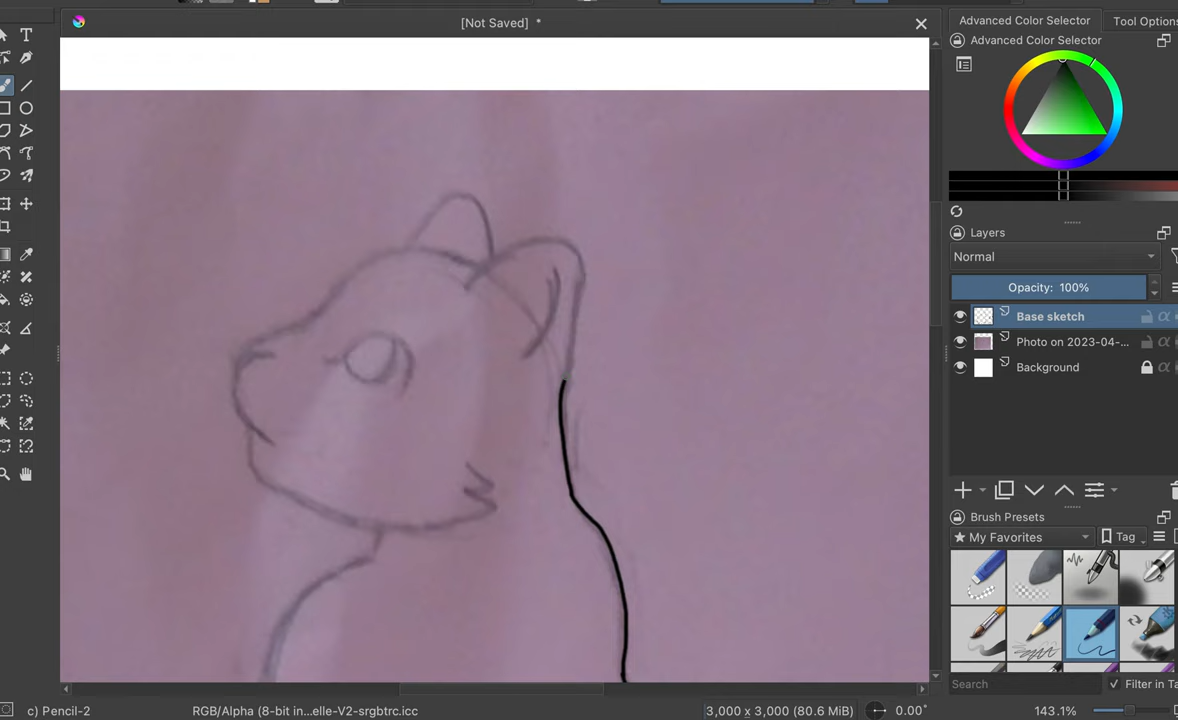 [Not Saved] *
Advanced Color Selector
Tool Options
Advanced Color Selector
Layers
Normal
Opacity: 100%
Base sketch
Photo on 2023-04-...
Background
Brush Presets
★ My Favorites
Tag
Search
Filter in Ta
c) Pencil-2
RGB/Alpha (8-bit in...elle-V2-srgbtrc.icc
3,000 x 3,000 (80.6 MiB)
0.00°
143.1%